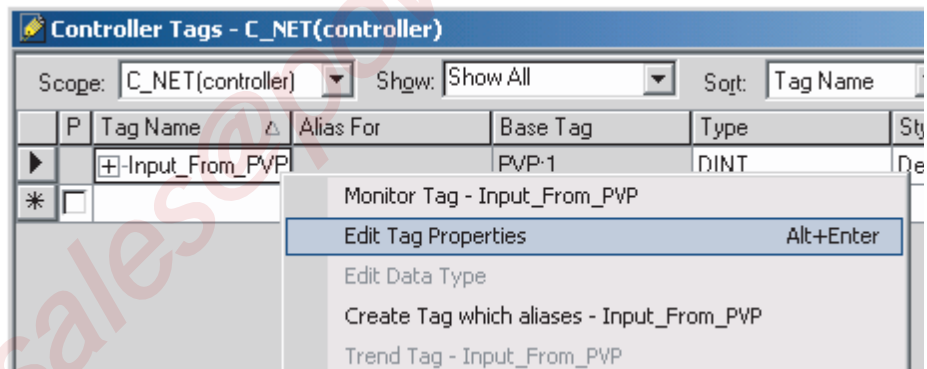 Controller Tags - C_NET(controller)
Scope: C_NET(controller) Show: Show All Sort: Tag Name
P Tag Name Alias For Base Tag Type
Input_From_PVP PVP:1 DINT
Monitor Tag - Input_From_PVP
Edit Tag Properties Alt+Enter
Edit Data Type
Create Tag which aliases - Input_From_PVP
Trend Tag - Input_From_PVP